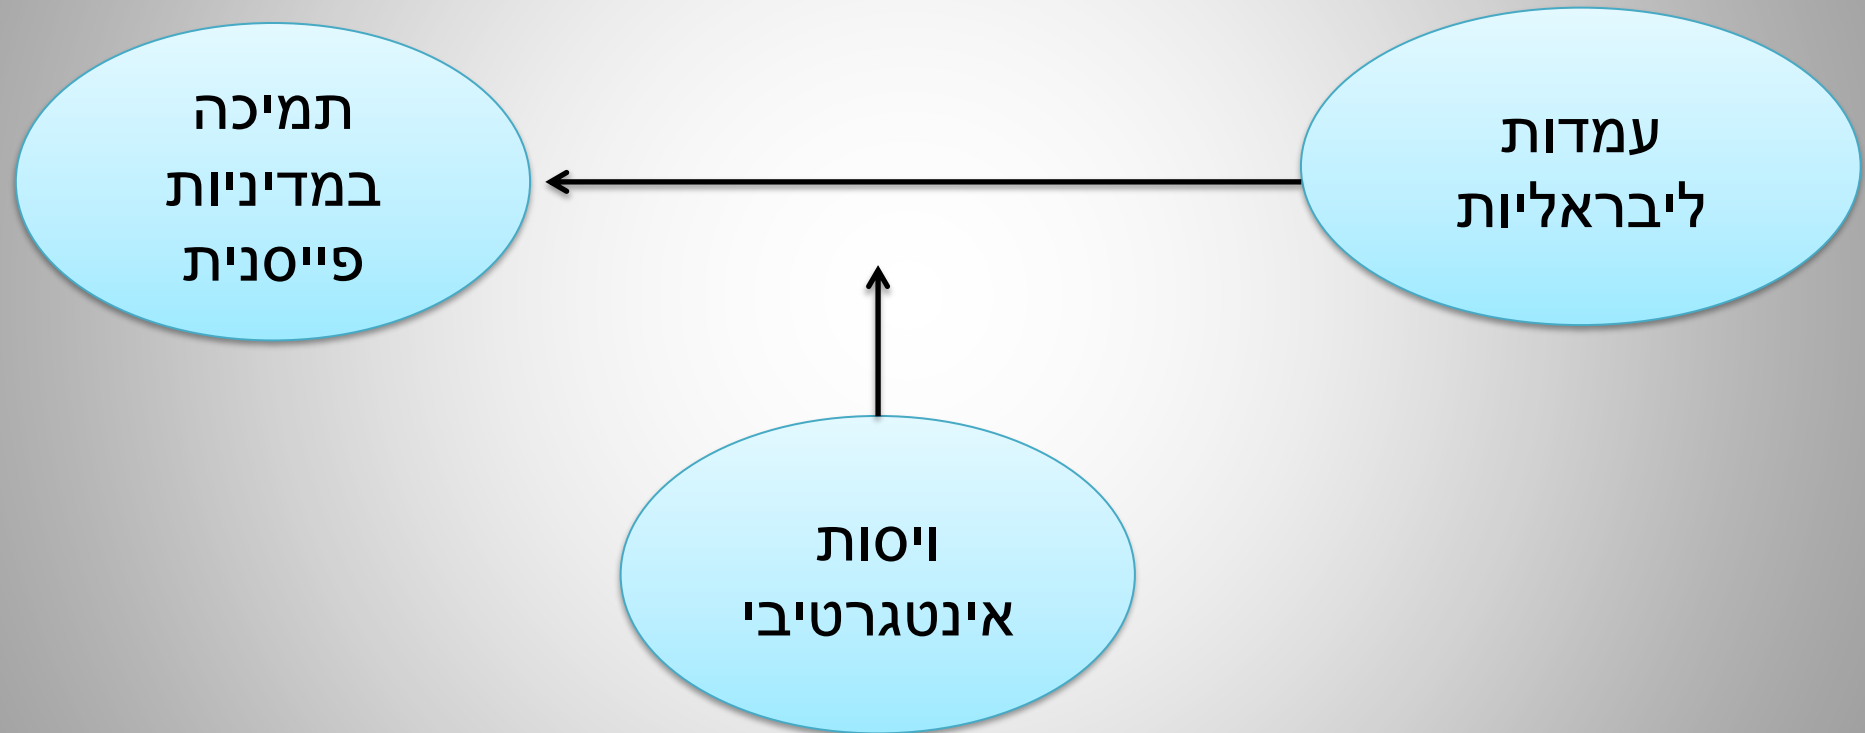 עמדות
ליבראליות
תמיכה
במדיניות
פייסנית
ויסות
אינטגרטיבי